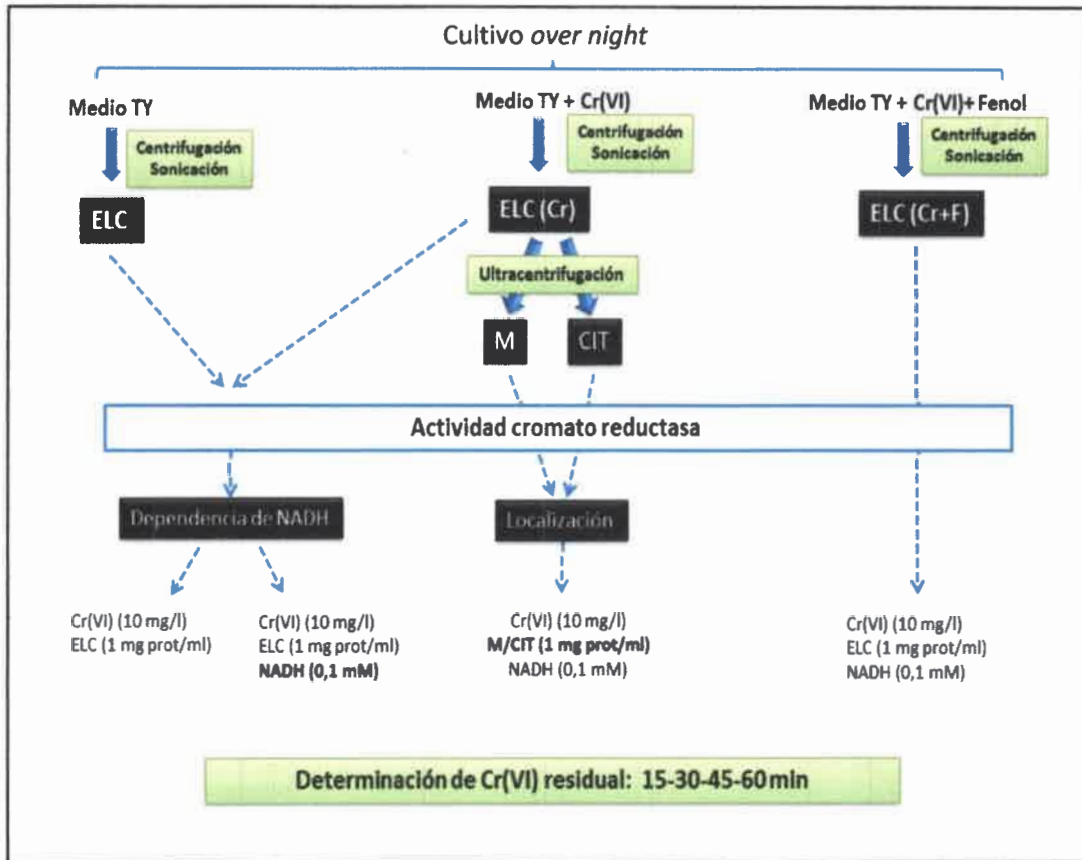 Cultivo over night
Medio TY
Medio TY + Cr(VI)
Medio TY + Cr(VI)+ Fenol
Centrifugación
Sonicación
Centrifugación
Sonicación
Centrifugación
Sonicación
ELC
ELC (Cr)
ELC (Cr+F)
Ultracentrifugación
M
CIT
Actividad cromato reductasa
Dependencia de NADH
Localización
Cr(VI) (10 mg/l)
ELC (1 mg prot/ml)
Cr(VI) (10 mg/l)
ELC (1 mg prot/ml)
NADH (0,1 mM)
Cr(VI) (10 mg/l)
M/CIT (1 mg prot/ml)
NADH (0,1 mM)
Cr(VI) (10 mg/l)
ELC (1 mg prot/ml)
NADH (0,1 mM)
Determinación de Cr(VI) residual: 15-30-45-60 min